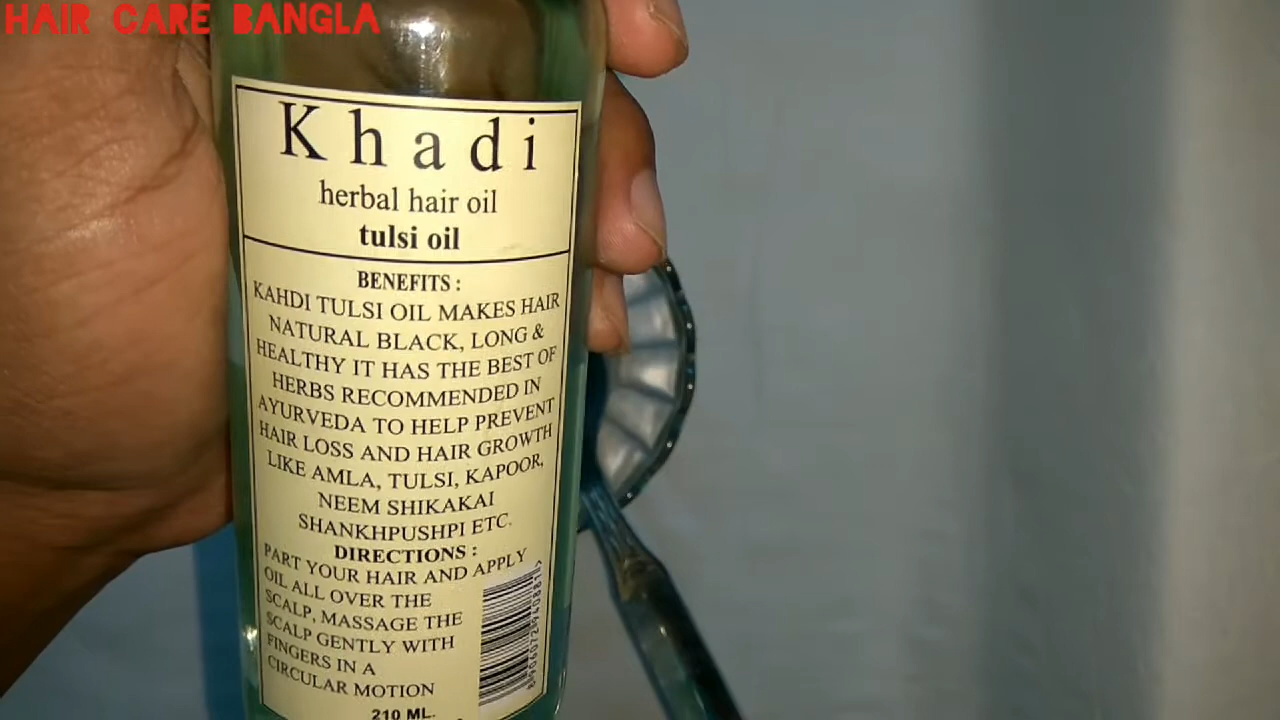 HAIR CARE BANGLA
Khadi
herbal hair oil
tulsi oil
BENEFITS :
KAHDI TULSI OIL MAKES HAIR
NATURAL BLACK, LONG &
HEALTHY IT HAS THE BEST OF
HERBS RECOMMENDED IN
AYURVEDA TO HELP PREVENT
HAIR LOSS AND HAIR GROWTH
LIKE AMLA, TULSI, KAPOOR,
NEEM SHIKAKAI
SHANKHPUSHPI ETC.
DIRECTIONS :
PART YOUR HAIR AND APPLY
OIL ALL OVER THE
SCALP, MASSAGE THE
SCALP GENTLY WITH
FINGERS IN A
CIRCULAR MOTION
210 ML.